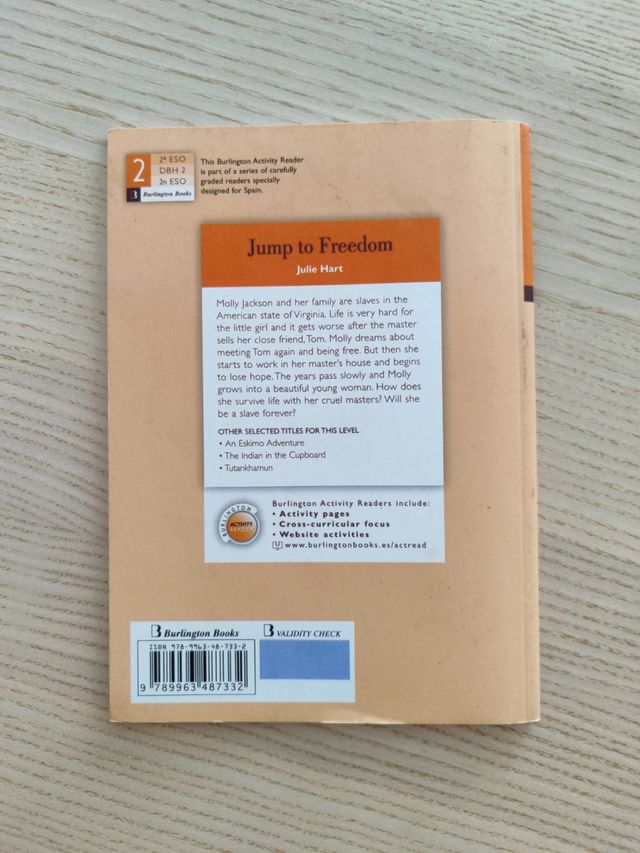 2
2º ESO
DBH 2
2n ESO
B Burlington Books
This Burlington Activity Reader
is part of a series of carefully
graded readers specially
designed for Spain.
Jump to Freedom
Julie Hart
Molly Jackson and her family are slaves in the
American state of Virginia. Life is very hard for
the little girl and it gets worse after the master
sells her close friend, Tom. Molly dreams about
meeting Tom again and being free. But then she
starts to work in her master's house and begins
to lose hope. The years pass slowly and Molly
grows into a beautiful young woman. How does
she survive life with her cruel masters? Will she
be a slave forever?
OTHER SELECTED TITLES FOR THIS LEVEL
• An Eskimo Adventure
• The Indian in the Cupboard
• Tutankhamun
BURLINGTON
ACTIVITY
READER
Burlington Activity Readers include:
• Activity pages
• Cross-curricular focus
• Website activities
www.burlingtonbooks.es/actread
B Burlington Books
ISBN 978-9963-48-733-2
9 789963 487332
B VALIDITY CHECK